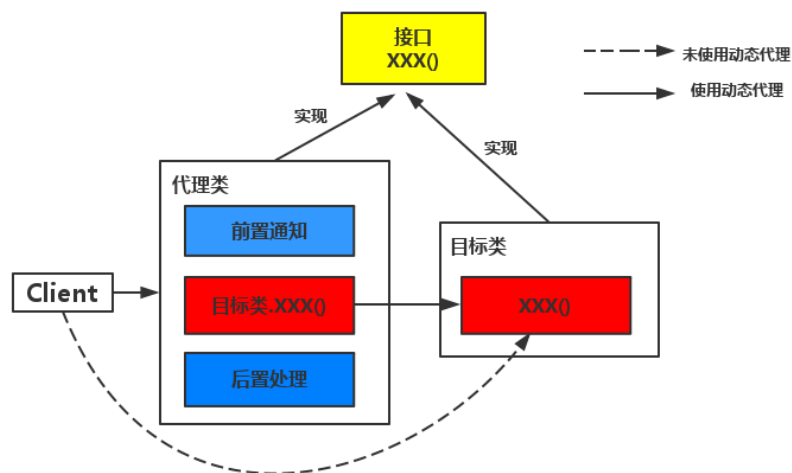 接口
XXX()
未使用动态代理
使用动态代理
实现
实现
代理类
前置通知
目标类
Client
目标类.XXX()
XXX()
后置处理